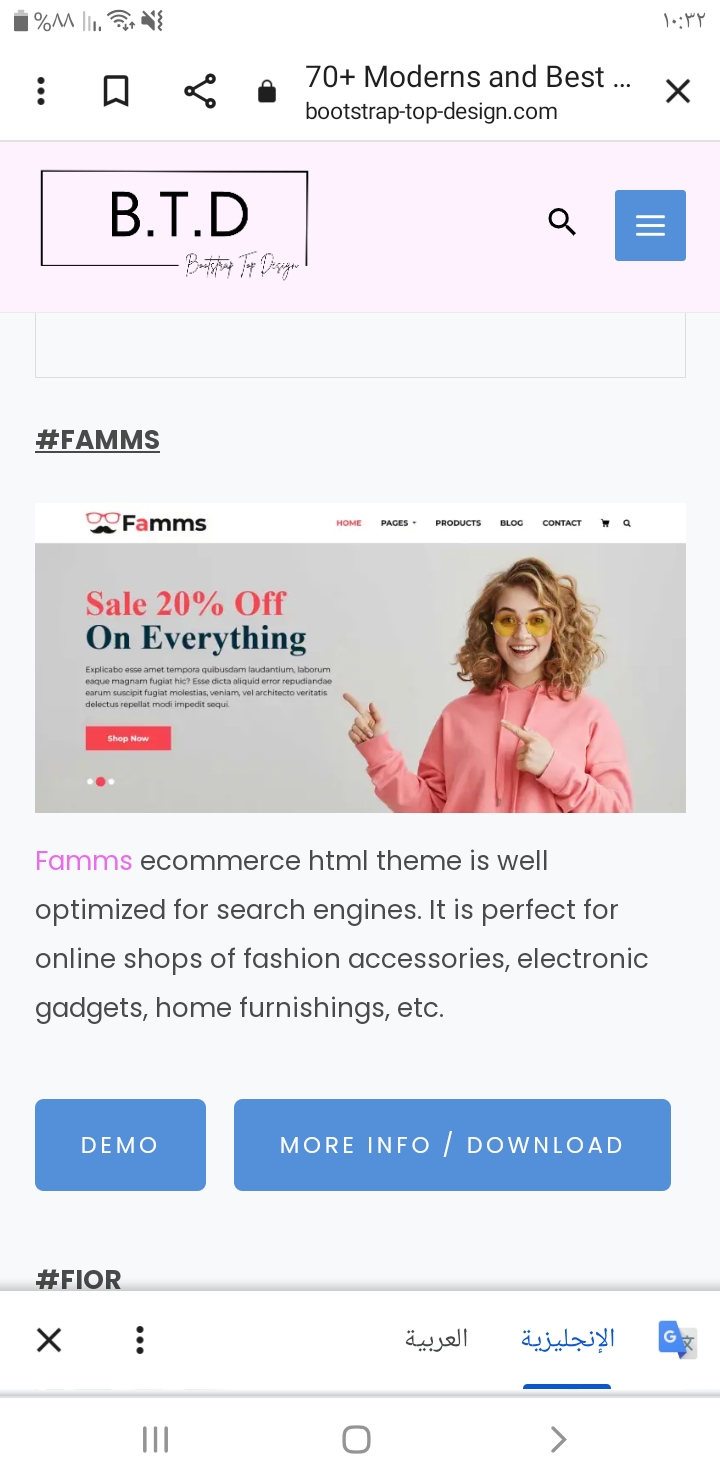 %٨٨
١٠:٣٢
70+ Moderns and Best ...
bootstrap-top-design.com
B.T.D
Bootstrap Top Design
#FAMMS
Famms
HOME PAGES PRODUCTS BLOG CONTACT
Sale 20% Off
On Everything
Explicabo esse amet tempora quibusdam laudantium, laborum
eaque magnam fugiat hic? Esse dicta aliquid error repudiandae
earum suscipit fugiat molestias, veniam, vel architecto veritatis
delectus repellat modi impedit sequi.
Shop Now
Famms ecommerce html theme is well
optimized for search engines. It is perfect for
online shops of fashion accessories, electronic
gadgets, home furnishings, etc.
DEMO
MORE INFO / DOWNLOAD
#FIOR
الإنجليزية
العربية